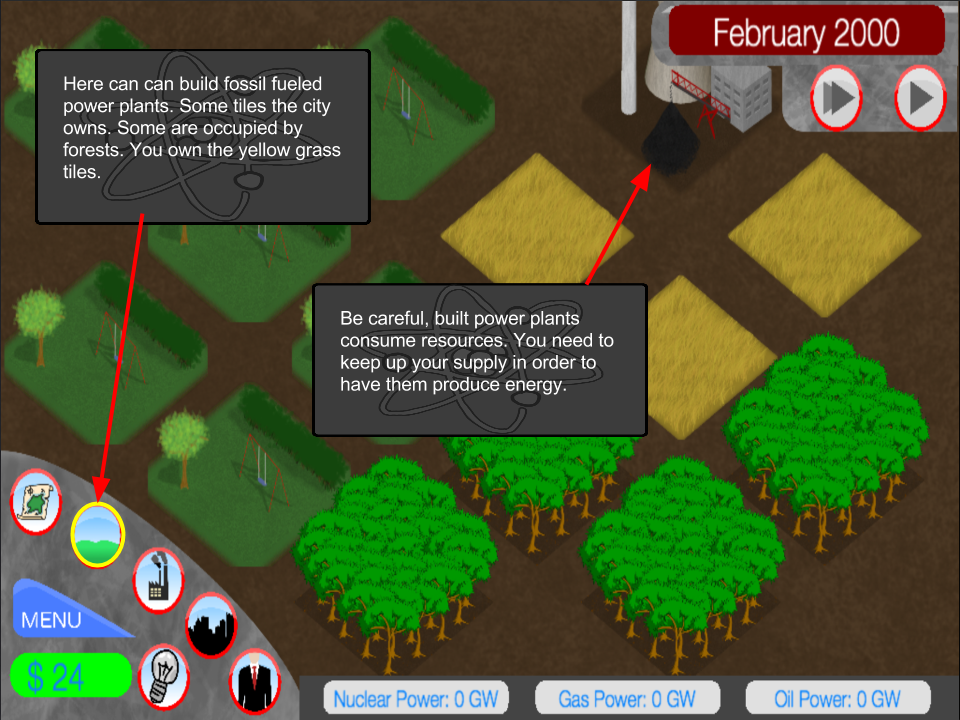 February 2000
Here can can build fossil fueled
power plants. Some tiles the city
owns. Some are occupied by
forests. You own the yellow grass
tiles.
Be careful, built power plants
consume resources. You need to
keep up your supply in order to
have them produce energy.
MENU
$ 24
Nuclear Power: 0 GW
Gas Power: 0 GW
Oil Power: 0 GW